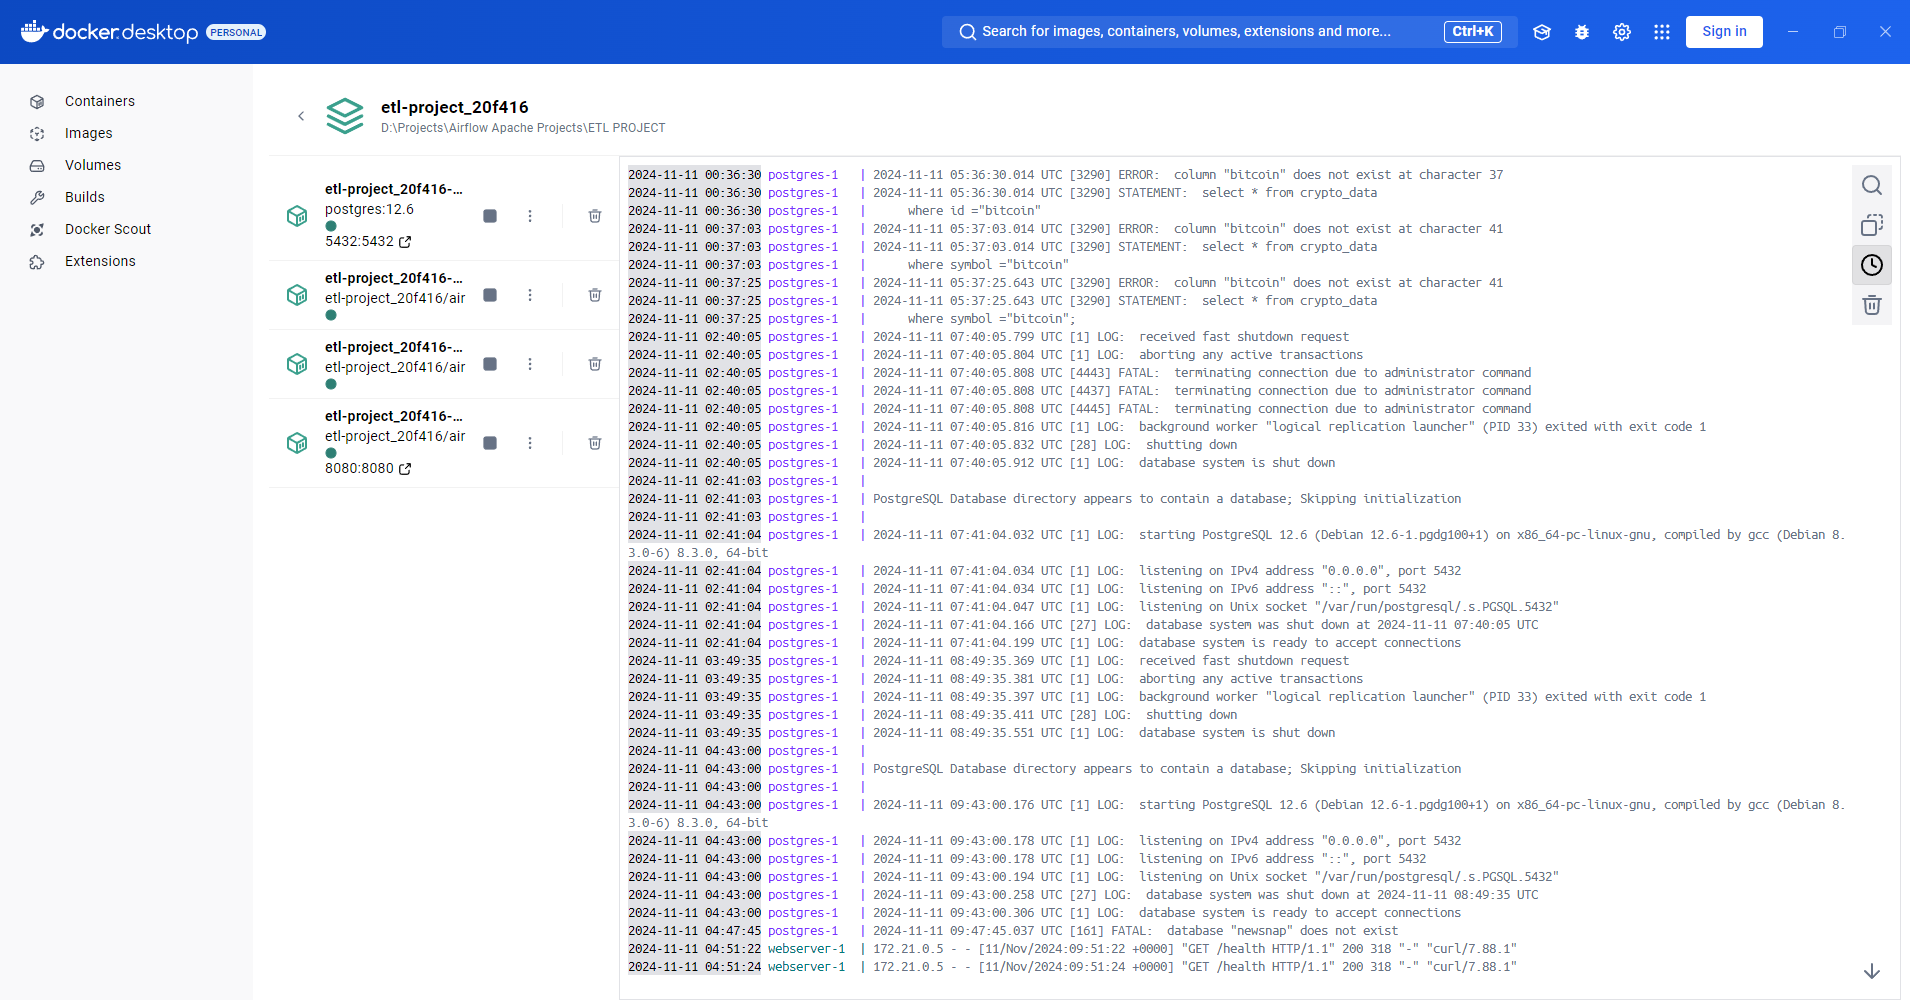 docker.desktop PERSONAL
Search for images, containers, volumes, extensions and more... Ctrl+K
Sign in
Containers
Images
Volumes
Builds
Docker Scout
Extensions
etl-project_20f416
D:\Projects\Airflow Apache Projects\ETL PROJECT
etl-project_20f416-...
postgres:12.6
5432:5432
etl-project_20f416-...
etl-project_20f416/air
etl-project_20f416-...
etl-project_20f416/air
etl-project_20f416-...
etl-project_20f416/air
8080:8080
2024-11-11 00:36:30 postgres-1 | 2024-11-11 05:36:30.014 UTC [3290] ERROR: column "bitcoin" does not exist at character 37
2024-11-11 00:36:30 postgres-1 | 2024-11-11 05:36:30.014 UTC [3290] STATEMENT: select * from crypto_data
2024-11-11 00:36:30 postgres-1 | where id ="bitcoin"
2024-11-11 00:37:03 postgres-1 | 2024-11-11 05:37:03.014 UTC [3290] ERROR: column "bitcoin" does not exist at character 41
2024-11-11 00:37:03 postgres-1 | 2024-11-11 05:37:03.014 UTC [3290] STATEMENT: select * from crypto_data
2024-11-11 00:37:03 postgres-1 | where symbol ="bitcoin"
2024-11-11 00:37:25 postgres-1 | 2024-11-11 05:37:25.643 UTC [3290] ERROR: column "bitcoin" does not exist at character 41
2024-11-11 00:37:25 postgres-1 | 2024-11-11 05:37:25.643 UTC [3290] STATEMENT: select * from crypto_data
2024-11-11 00:37:25 postgres-1 | where symbol ="bitcoin";
2024-11-11 02:40:05 postgres-1 | 2024-11-11 07:40:05.799 UTC [1] LOG: received fast shutdown request
2024-11-11 02:40:05 postgres-1 | 2024-11-11 07:40:05.804 UTC [1] LOG: aborting any active transactions
2024-11-11 02:40:05 postgres-1 | 2024-11-11 07:40:05.808 UTC [4443] FATAL: terminating connection due to administrator command
2024-11-11 02:40:05 postgres-1 | 2024-11-11 07:40:05.808 UTC [4437] FATAL: terminating connection due to administrator command
2024-11-11 02:40:05 postgres-1 | 2024-11-11 07:40:05.808 UTC [4445] FATAL: terminating connection due to administrator command
2024-11-11 02:40:05 postgres-1 | 2024-11-11 07:40:05.816 UTC [1] LOG: background worker "logical replication launcher" (PID 33) exited with exit code 1
2024-11-11 02:40:05 postgres-1 | 2024-11-11 07:40:05.832 UTC [28] LOG: shutting down
2024-11-11 02:40:05 postgres-1 | 2024-11-11 07:40:05.912 UTC [1] LOG: database system is shut down
2024-11-11 02:41:03 postgres-1 |
2024-11-11 02:41:03 postgres-1 | PostgreSQL Database directory appears to contain a database; Skipping initialization
2024-11-11 02:41:03 postgres-1 |
2024-11-11 02:41:04 postgres-1 | 2024-11-11 07:41:04.032 UTC [1] LOG: starting PostgreSQL 12.6 (Debian 12.6-1.pgdg100+1) on x86_64-pc-linux-gnu, compiled by gcc (Debian 8.
3.0-6) 8.3.0, 64-bit
2024-11-11 02:41:04 postgres-1 | 2024-11-11 07:41:04.034 UTC [1] LOG: listening on IPv4 address "0.0.0.0", port 5432
2024-11-11 02:41:04 postgres-1 | 2024-11-11 07:41:04.034 UTC [1] LOG: listening on IPv6 address "::", port 5432
2024-11-11 02:41:04 postgres-1 | 2024-11-11 07:41:04.047 UTC [1] LOG: listening on Unix socket "/var/run/postgresql/.s.PGSQL.5432"
2024-11-11 02:41:04 postgres-1 | 2024-11-11 07:41:04.166 UTC [27] LOG: database system was shut down at 2024-11-11 07:40:05 UTC
2024-11-11 02:41:04 postgres-1 | 2024-11-11 07:41:04.199 UTC [1] LOG: database system is ready to accept connections
2024-11-11 03:49:35 postgres-1 | 2024-11-11 08:49:35.369 UTC [1] LOG: received fast shutdown request
2024-11-11 03:49:35 postgres-1 | 2024-11-11 08:49:35.381 UTC [1] LOG: aborting any active transactions
2024-11-11 03:49:35 postgres-1 | 2024-11-11 08:49:35.397 UTC [1] LOG: background worker "logical replication launcher" (PID 33) exited with exit code 1
2024-11-11 03:49:35 postgres-1 | 2024-11-11 08:49:35.411 UTC [28] LOG: shutting down
2024-11-11 03:49:35 postgres-1 | 2024-11-11 08:49:35.551 UTC [1] LOG: database system is shut down
2024-11-11 04:43:00 postgres-1 |
2024-11-11 04:43:00 postgres-1 | PostgreSQL Database directory appears to contain a database; Skipping initialization
2024-11-11 04:43:00 postgres-1 |
2024-11-11 04:43:00 postgres-1 | 2024-11-11 09:43:00.176 UTC [1] LOG: starting PostgreSQL 12.6 (Debian 12.6-1.pgdg100+1) on x86_64-pc-linux-gnu, compiled by gcc (Debian 8.
3.0-6) 8.3.0, 64-bit
2024-11-11 04:43:00 postgres-1 | 2024-11-11 09:43:00.178 UTC [1] LOG: listening on IPv4 address "0.0.0.0", port 5432
2024-11-11 04:43:00 postgres-1 | 2024-11-11 09:43:00.178 UTC [1] LOG: listening on IPv6 address "::", port 5432
2024-11-11 04:43:00 postgres-1 | 2024-11-11 09:43:00.194 UTC [1] LOG: listening on Unix socket "/var/run/postgresql/.s.PGSQL.5432"
2024-11-11 04:43:00 postgres-1 | 2024-11-11 09:43:00.258 UTC [27] LOG: database system was shut down at 2024-11-11 08:49:35 UTC
2024-11-11 04:43:00 postgres-1 | 2024-11-11 09:43:00.306 UTC [1] LOG: database system is ready to accept connections
2024-11-11 04:47:45 postgres-1 | 2024-11-11 09:47:45.037 UTC [161] FATAL: database "newsnap" does not exist
2024-11-11 04:51:22 webserver-1 | 172.21.0.5 - - [11/Nov/2024:09:51:22 +0000] "GET /health HTTP/1.1" 200 318 "-" "curl/7.88.1"
2024-11-11 04:51:24 webserver-1 | 172.21.0.5 - - [11/Nov/2024:09:51:24 +0000] "GET /health HTTP/1.1" 200 318 "-" "curl/7.88.1"